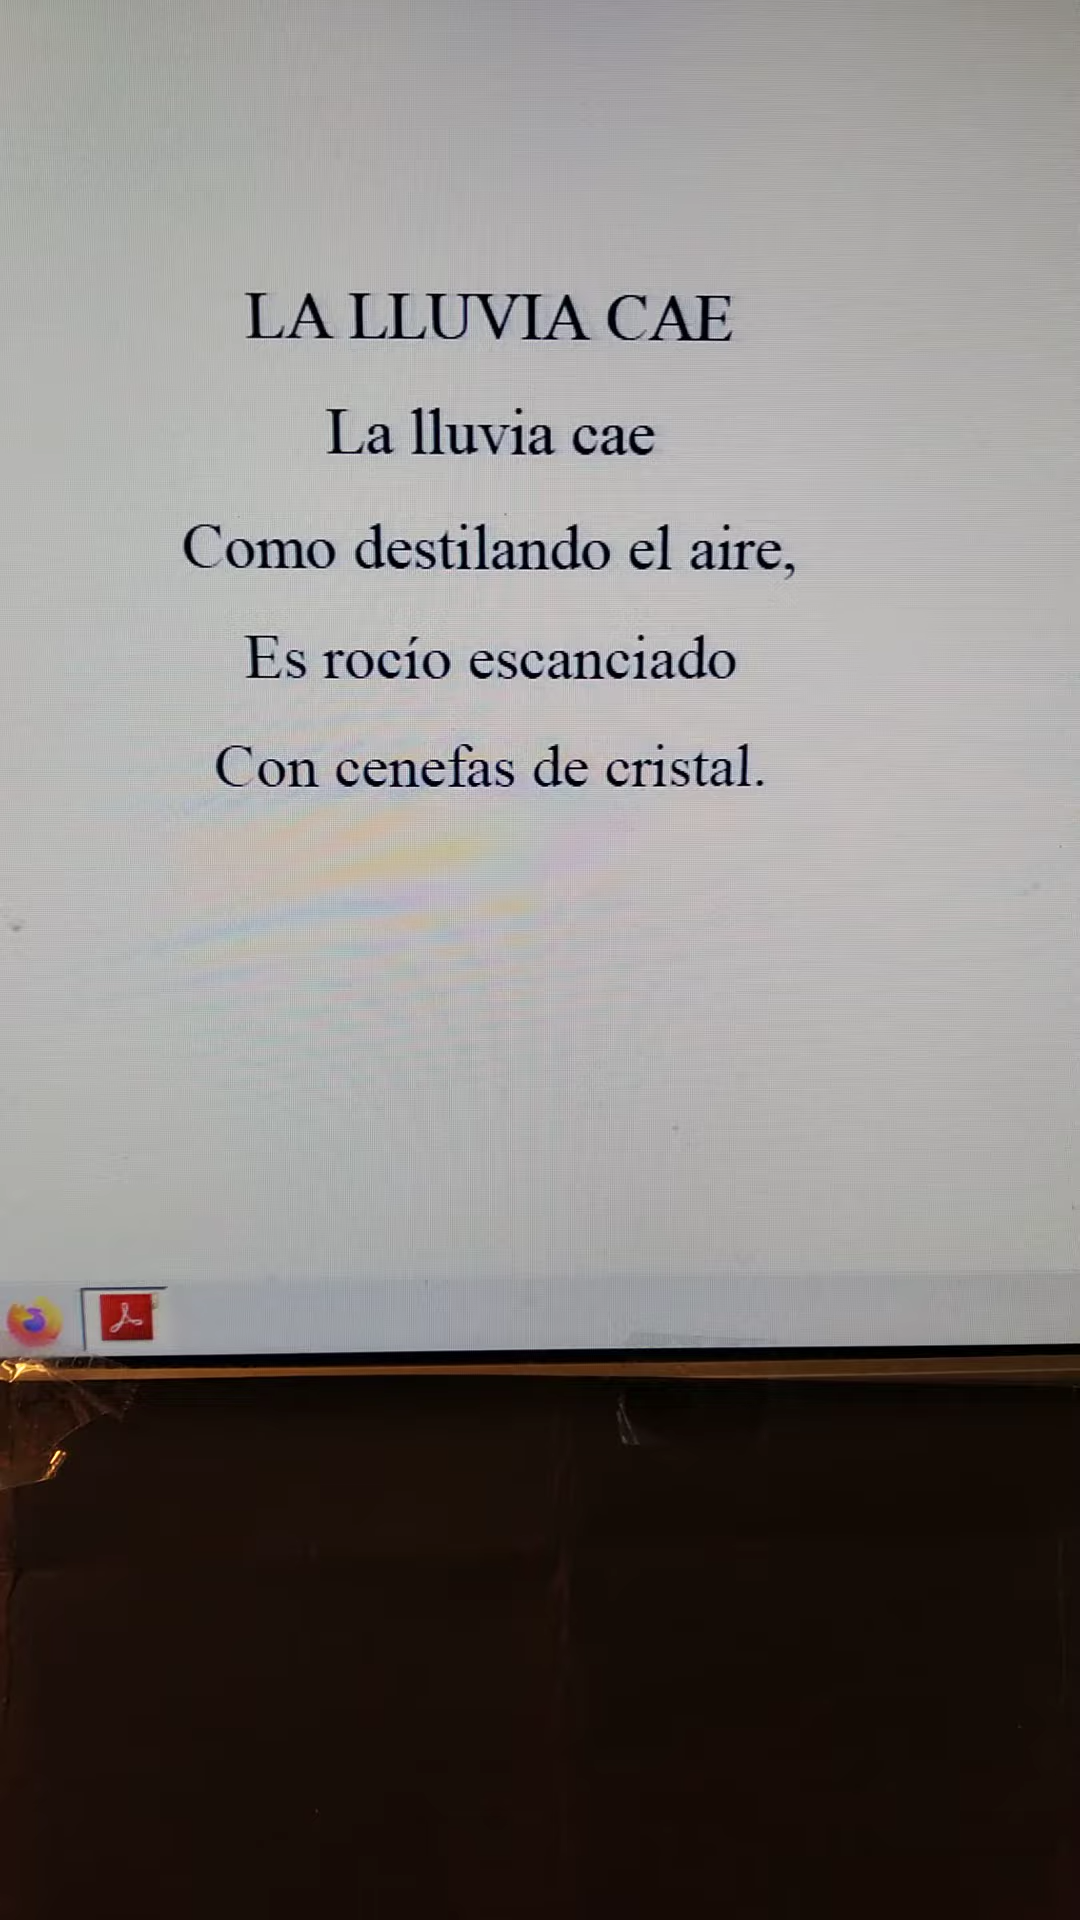 LA LLUVIA CAE
La lluvia cae
Como destilando el aire,
Es rocío escanciado
Con cenefas de cristal.